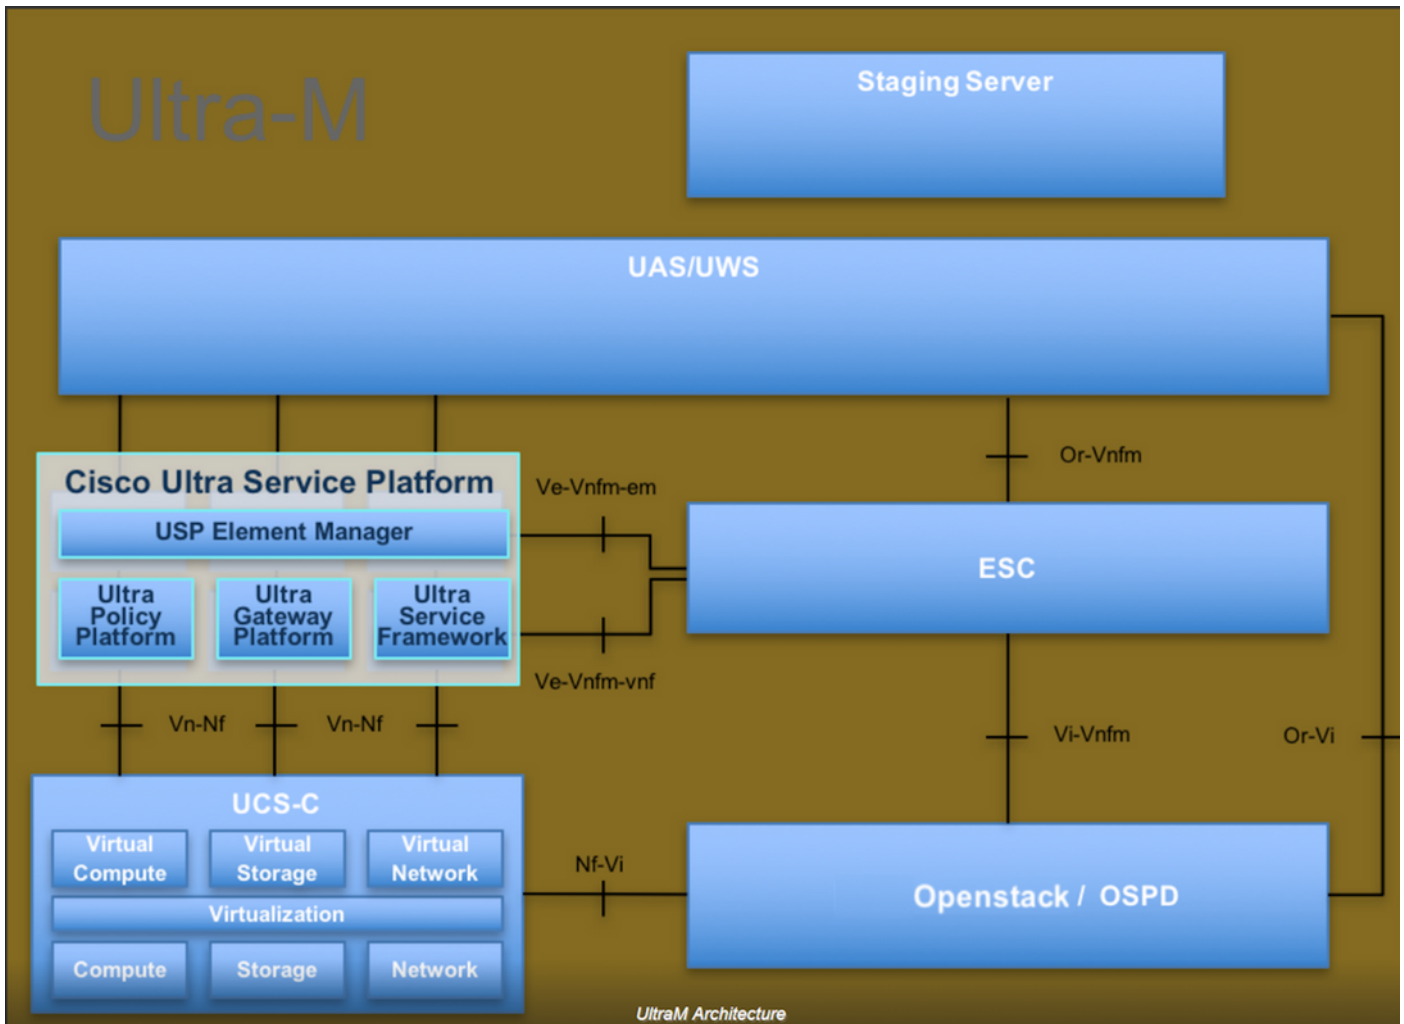 Ultra-M
Staging Server
UAS/UWS
Or-Vnfm
Cisco Ultra Service Platform
Ve-Vnfm-em
USP Element Manager
ESC
Ultra
Policy
Platform
Ultra
Gateway
Platform
Ultra
Service
Framework
Ve-Vnfm-vnf
Vn-Nf
Vn-Nf
Vi-Vnfm
Or-Vi
UCS-C
Virtual
Compute
Virtual
Storage
Virtual
Network
Nf-Vi
Openstack / OSPD
Virtualization
Compute
Storage
Network
UltraM Architecture